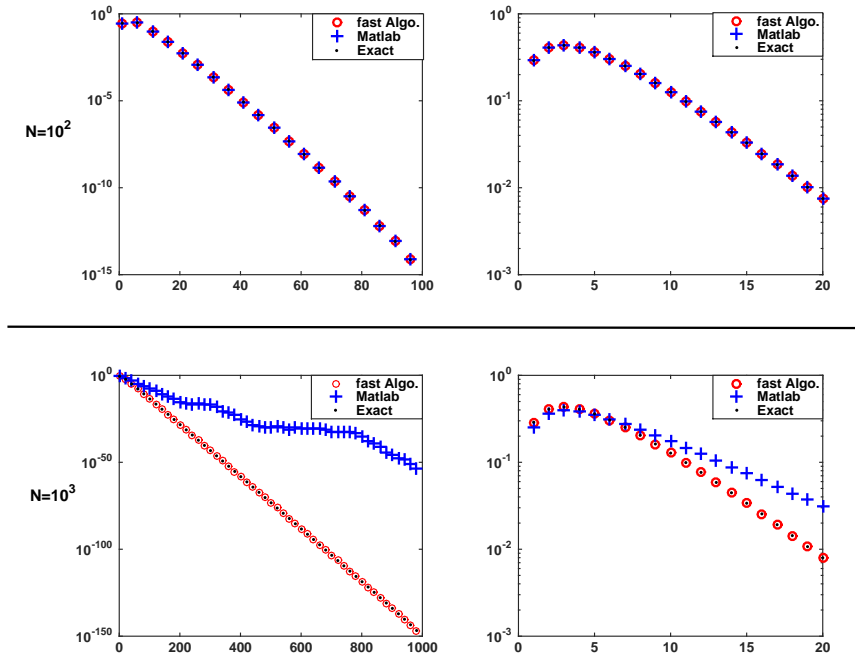 10^0
10^-5
10^-10
10^-15
0 20 40 60 80 100
fast Algo.
Matlab
Exact
10^0
10^-1
10^-2
10^-3
0 5 10 15 20
fast Algo.
Matlab
Exact
N=10^2
10^0
10^-50
10^-100
10^-150
0 200 400 600 800 1000
fast Algo.
Matlab
Exact
10^0
10^-1
10^-2
10^-3
0 5 10 15 20
fast Algo.
Matlab
Exact
N=10^3